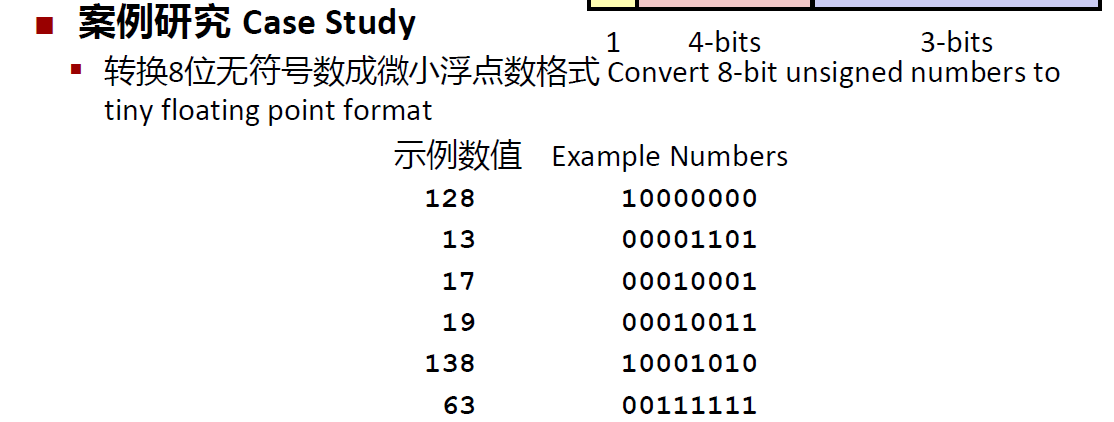 案例研究 Case Study
1 4-bits 3-bits
转换8位无符号数成微小浮点数格式 Convert 8-bit unsigned numbers to
tiny floating point format
示例数值 Example Numbers
128 10000000
13 00001101
17 00010001
19 00010011
138 10001010
63 00111111